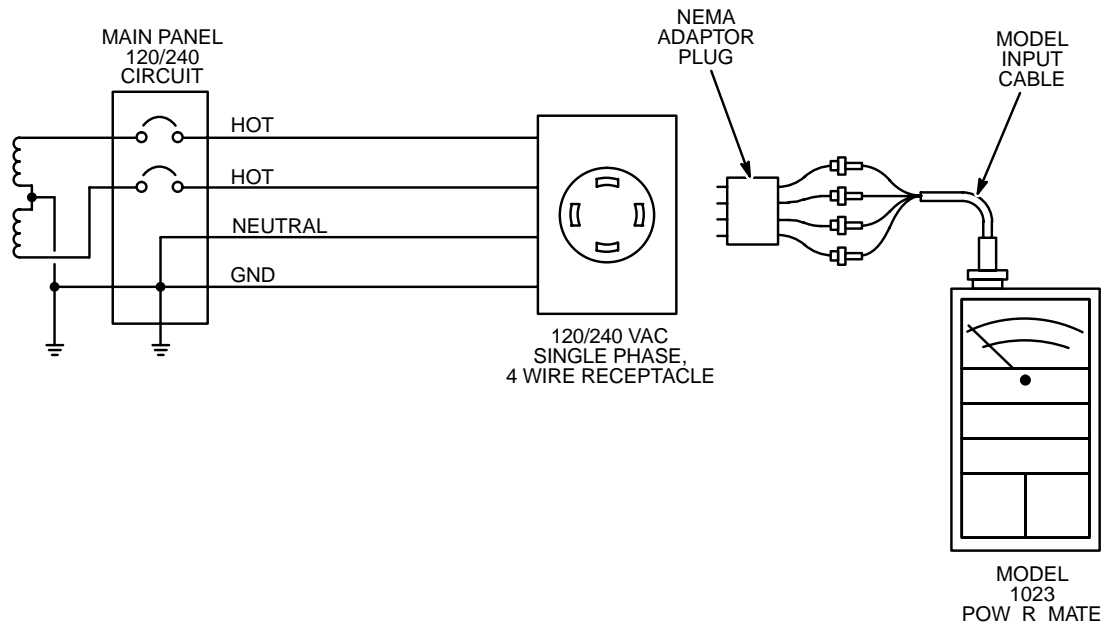 MAIN PANEL
120/240
CIRCUIT
HOT
HOT
NEUTRAL
GND
120/240 VAC
SINGLE PHASE,
4 WIRE RECEPTACLE
NEMA
ADAPTOR
PLUG
MODEL
INPUT
CABLE
MODEL
1023
POW R MATE